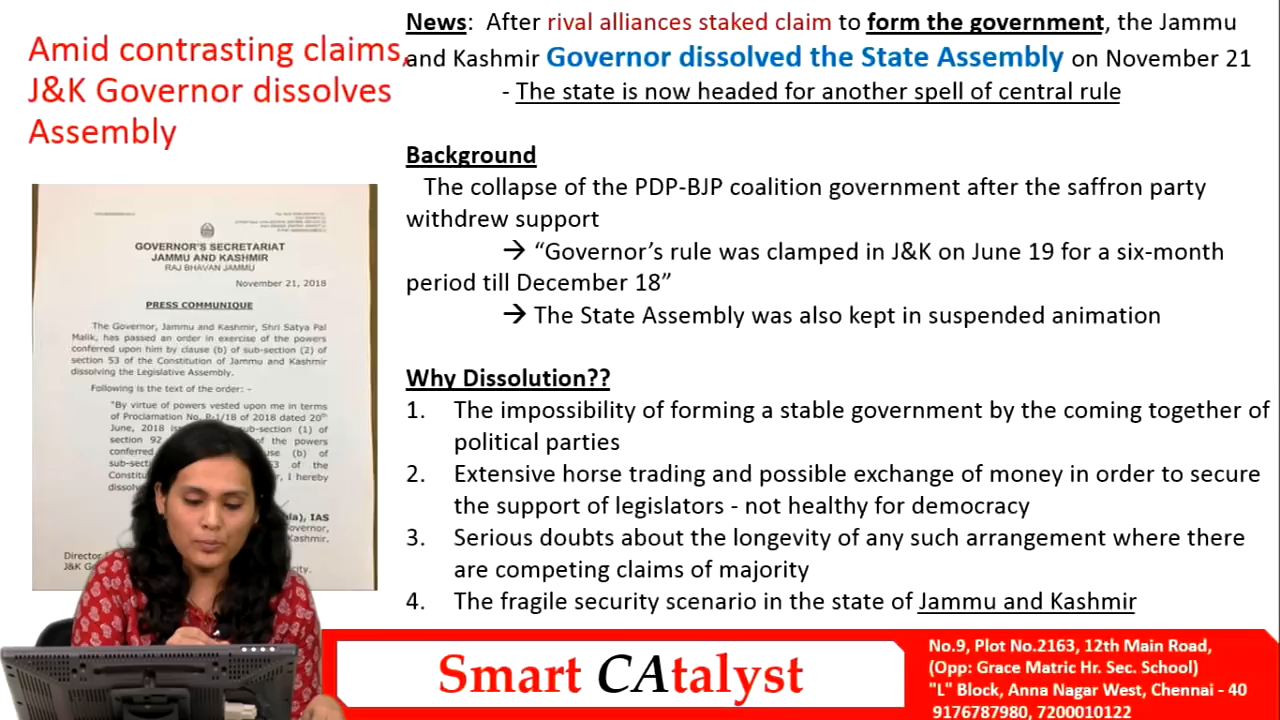 Amid contrasting claims,
J&K Governor dissolves
Assembly
GOVERNOR'S SECRETARIAT
JAMMU AND KASHMIR
RAJ BHAVAN JAMMU
November 21, 2018
PRESS COMMUNIQUE
The Governor, Jammu and Kashmir, Shri Satya Pal
Malik, has passed an order in exercise of the powers
conferred upon him by clause (b) of sub-section (2) of
section 53 of the Constitution of Jammu and Kashmir
dissolving the Legislative Assembly.
Following is the text of the order: -
"By virtue of powers vested upon me in terms
of Proclamation No. P-1/18 of 2018 dated 20th
June, 2018 sub-section (1) of
section 92 of the powers
conferred (b) of
of the
I hereby
IAS
Kashmir.
News: After rival alliances staked claim to form the government, the Jammu
and Kashmir Governor dissolved the State Assembly on November 21
- The state is now headed for another spell of central rule
Background
The collapse of the PDP-BJP coalition government after the saffron party
withdrew support
→ “Governor’s rule was clamped in J&K on June 19 for a six-month
period till December 18”
→ The State Assembly was also kept in suspended animation
Why Dissolution??
1. The impossibility of forming a stable government by the coming together of
political parties
2. Extensive horse trading and possible exchange of money in order to secure
the support of legislators - not healthy for democracy
3. Serious doubts about the longevity of any such arrangement where there
are competing claims of majority
4. The fragile security scenario in the state of Jammu and Kashmir
Smart CAtalyst
No.9, Plot No.2163, 12th Main Road,
(Opp: Grace Matric Hr. Sec. School)
"L" Block, Anna Nagar West, Chennai - 40
9176787980, 7200010122